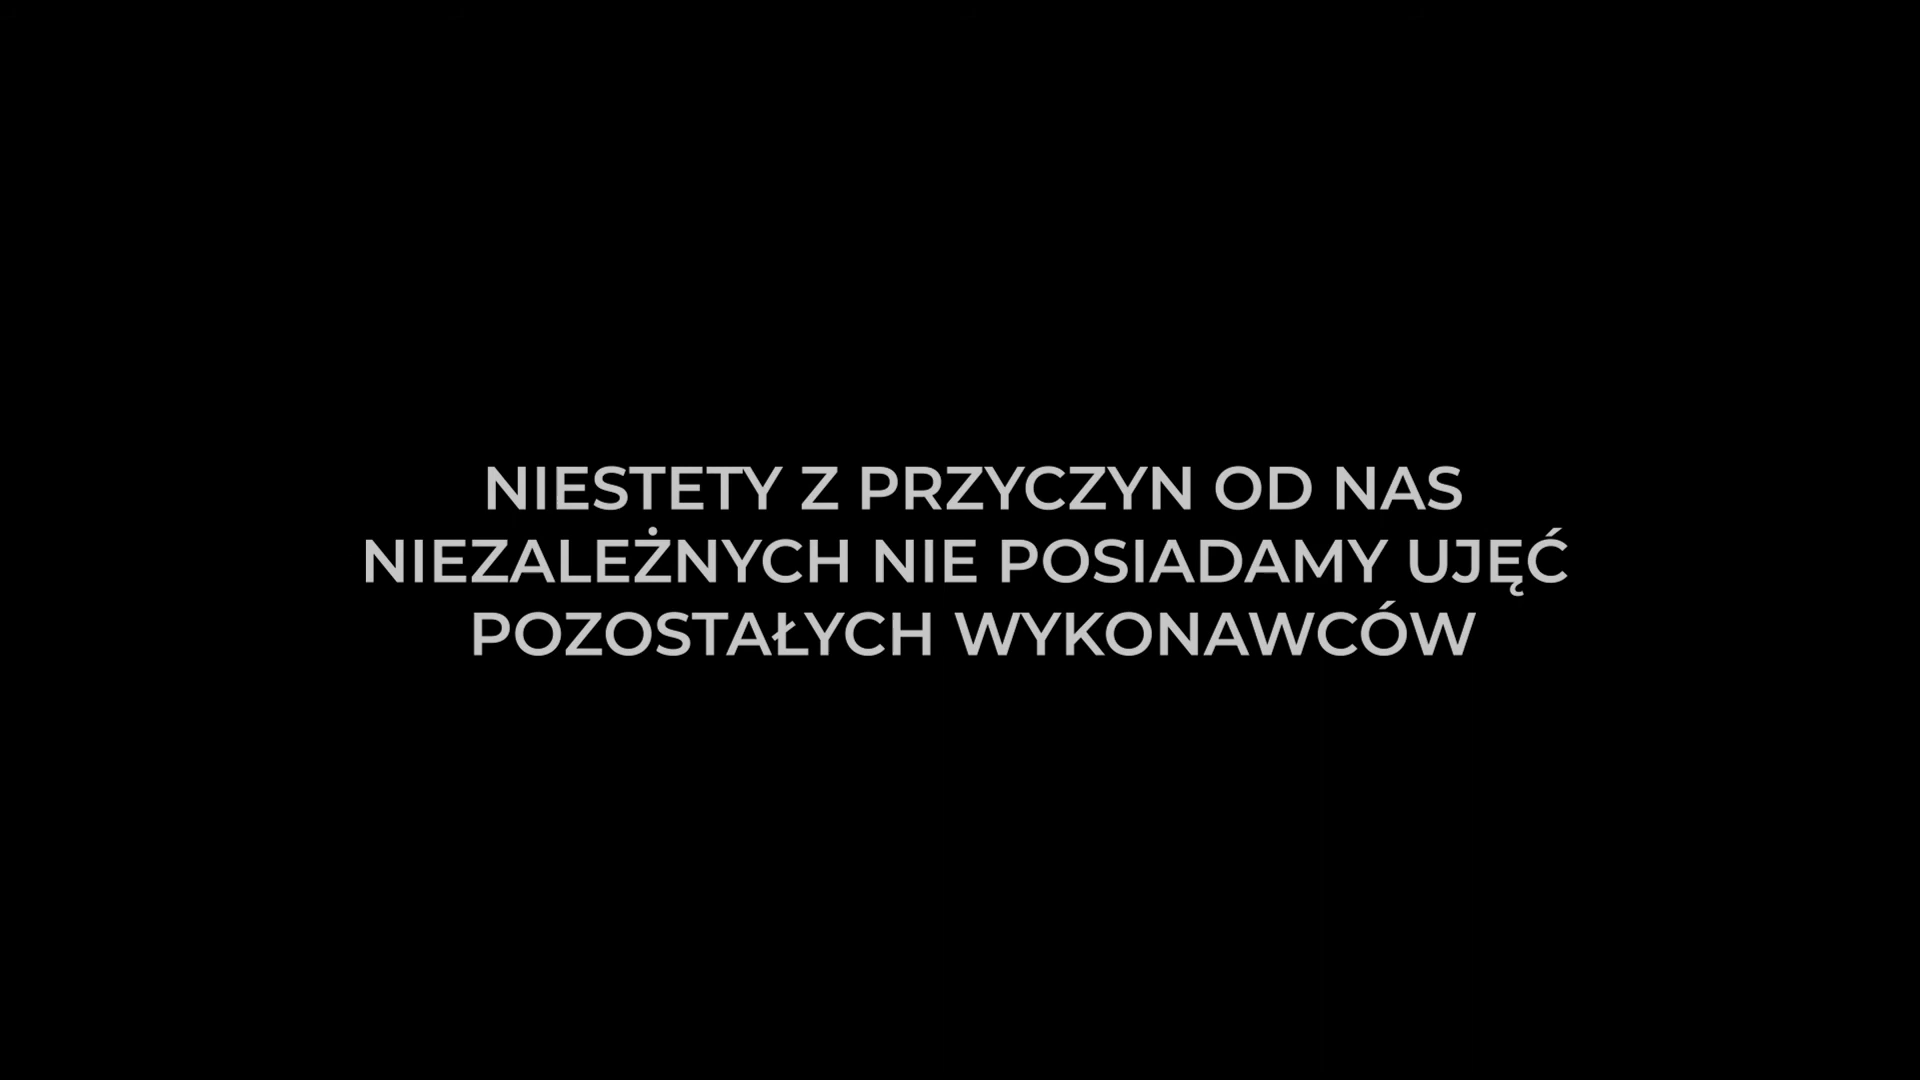 NIESTETY Z PRZYCZYN OD NAS
NIEZALEŻNYCH NIE POSIADAMY UJĘĆ
POZOSTAŁYCH WYKONAWCÓW